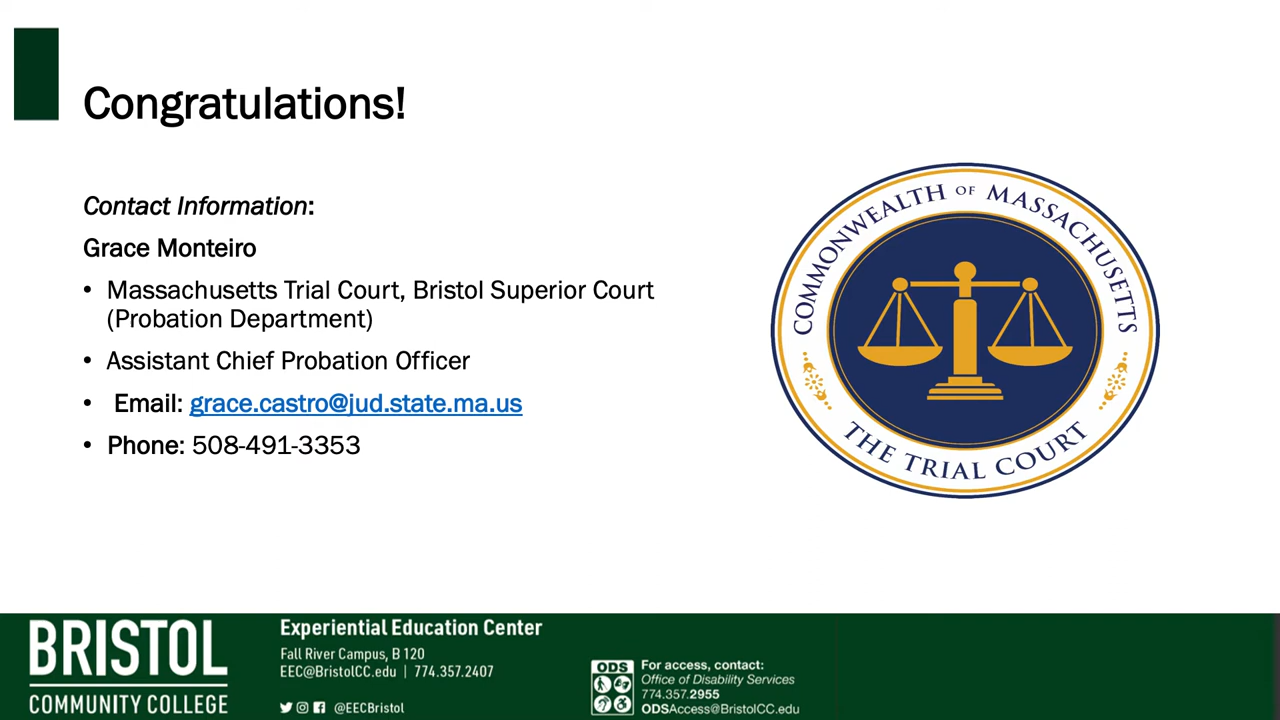 Congratulations!
Contact Information:
Grace Monteiro
• Massachusetts Trial Court, Bristol Superior Court
(Probation Department)
• Assistant Chief Probation Officer
• Email: grace.castro@jud.state.ma.us
• Phone: 508-491-3353
COMMONWEALTH OF MASSACHUSETTS
THE TRIAL COURT
BRISTOL
COMMUNITY COLLEGE
Experiential Education Center
Fall River Campus, B 120
EEC@BristolCC.edu | 774.357.2407
@EECBristol
ODS
For access, contact:
Office of Disability Services
774.357.2955
ODSAccess@BristolCC.edu